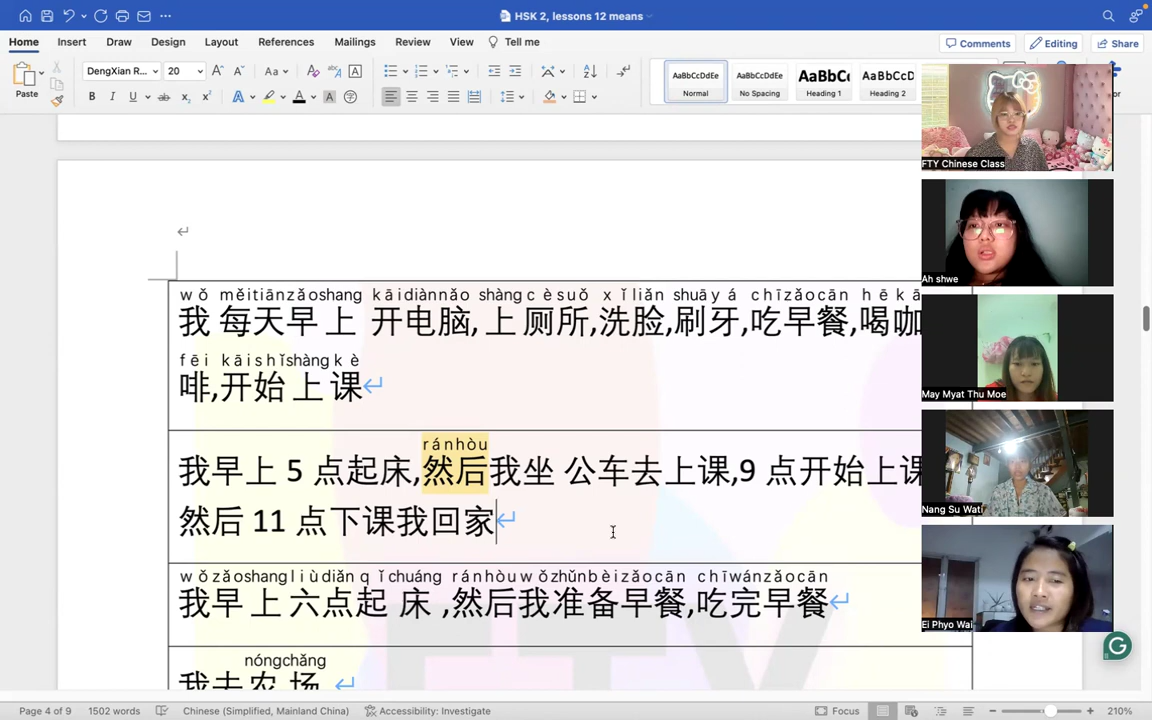 HSK 2, lessons 12 means
Home Insert Draw Design Layout References Mailings Review View Tell me
Comments Editing Share
Paste
DengXian R... 20 Aa
B I U ab x₂ x² A A A
AaBbCcDdEe AaBbCcDdEe AaBbC AaBbCcD
Normal No Spacing Heading 1 Heading 2
FTY Chinese Class
Ah shwe
May Myat Thu Moe
Nang Su Wati
Ei Phyo Wai
wǒ měitiānzǎoshang kāidiànnǎo shàngcèsuǒ xǐliǎn shuāyá chīzǎocān hēkā
我 每天早上 开电脑,上厕所,洗脸,刷牙,吃早餐,喝咖
fēi kāishǐshàngkè
啡,开始上课
ránhòu
我早上 5 点起床,然后我坐 公车去上课,9 点开始上课
然后 11 点下课我回家
wǒzǎoshangliùdiǎnqǐchuáng ránhòuwǒzhǔnbèizǎocān chīwánzǎocān
我早上六点起床,然后我准备早餐,吃完早餐
nóngchǎng
我去农场
Page 4 of 9 1502 words Chinese (Simplified, Mainland China) Accessibility: Investigate Focus 210%